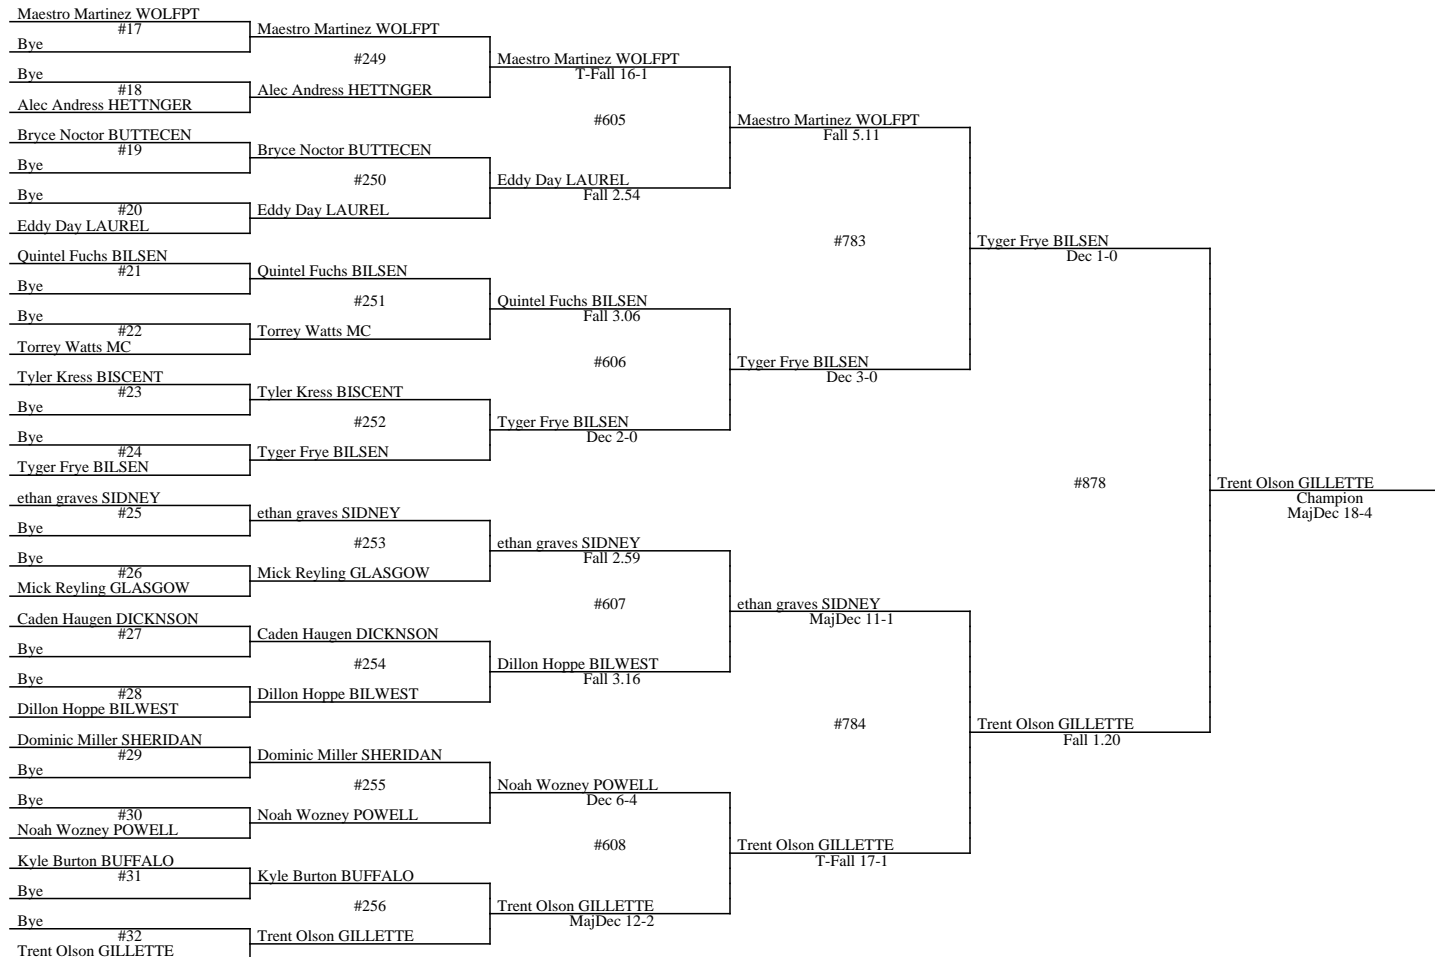 Maestro Martinez WOLFPT
#17
Bye
Bye
#18
Alec Andress HETTNGER
Bryce Noctor BUTTECEN
#19
Bye
Bye
#20
Eddy Day LAUREL
Quintel Fuchs BILSEN
#21
Bye
Bye
#22
Torrey Watts MC
Tyler Kress BISCENT
#23
Bye
Bye
#24
Tyger Frye BILSEN
ethan graves SIDNEY
#25
Bye
Bye
#26
Mick Reyling GLASGOW
Caden Haugen DICKNSON
#27
Bye
Bye
#28
Dillon Hoppe BILWEST
Dominic Miller SHERIDAN
#29
Bye
Bye
#30
Noah Wozney POWELL
Kyle Burton BUFFALO
#31
Bye
Bye
#32
Trent Olson GILLETTE
Maestro Martinez WOLFPT
#249
Alec Andress HETTNGER
Bryce Noctor BUTTECEN
#250
Eddy Day LAUREL
Quintel Fuchs BILSEN
#251
Torrey Watts MC
Tyler Kress BISCENT
#252
Tyger Frye BILSEN
ethan graves SIDNEY
#253
Mick Reyling GLASGOW
Caden Haugen DICKNSON
#254
Dillon Hoppe BILWEST
Dominic Miller SHERIDAN
#255
Noah Wozney POWELL
Kyle Burton BUFFALO
#256
Trent Olson GILLETTE
Maestro Martinez WOLFPT
T-Fall 16-1
#605
Eddy Day LAUREL
Fall 2.54
Quintel Fuchs BILSEN
Fall 3.06
#606
Tyger Frye BILSEN
Dec 2-0
ethan graves SIDNEY
Fall 2.59
#607
Dillon Hoppe BILWEST
Fall 3.16
Noah Wozney POWELL
Dec 6-4
#608
Trent Olson GILLETTE
MajDec 12-2
Maestro Martinez WOLFPT
Fall 5.11
#783
Tyger Frye BILSEN
Dec 3-0
ethan graves SIDNEY
MajDec 11-1
#784
Trent Olson GILLETTE
T-Fall 17-1
Tyger Frye BILSEN
Dec 1-0
#878
Trent Olson GILLETTE
Fall 1.20
Trent Olson GILLETTE
Champion
MajDec 18-4